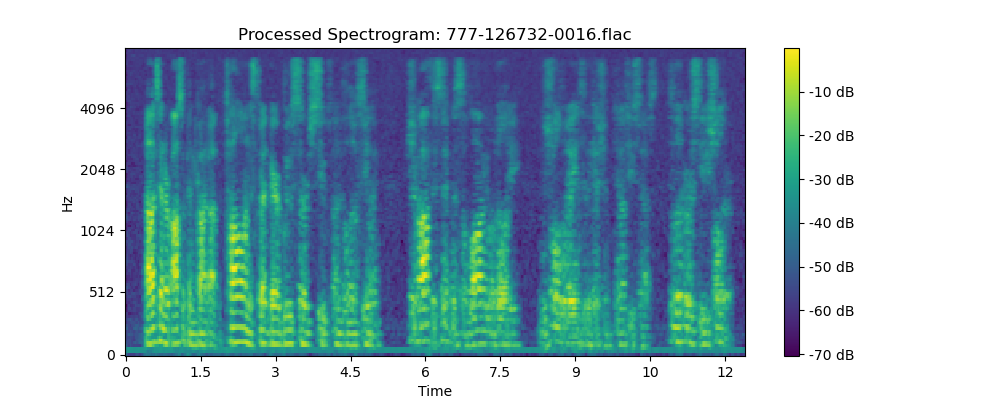 Processed Spectrogram: 777-126732-0016.flac
Hz
4096
2048
1024
512
0
0 1.5 3 4.5 6 7.5 9 10 12
Time
-10 dB
-20 dB
-30 dB
-40 dB
-50 dB
-60 dB
-70 dB